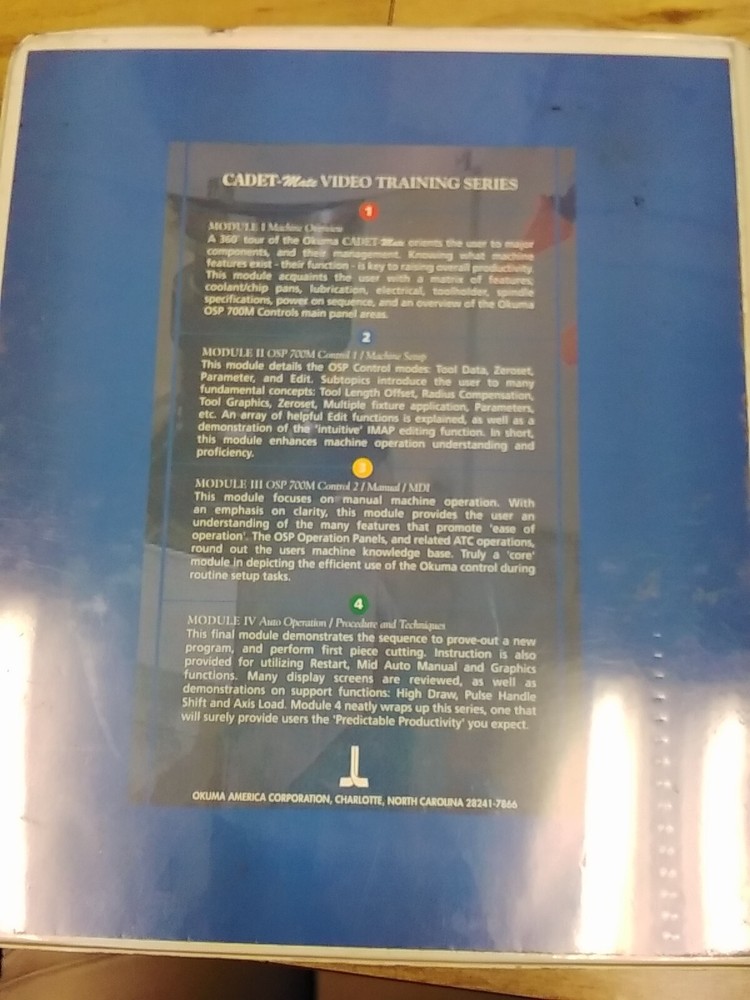 CADET-Mate VIDEO TRAINING SERIES
1
MODULE I Machine Overview
A 360° tour of the Okuma CADET-Mate orients the user to major
components, and their management. Knowing what machine
features exist - their function - is key to raising overall productivity.
This module acquaints the user with a matrix of features,
coolant/chip pans, lubrication, electrical, toolholder, spindle
specifications, power on sequence, and an overview of the Okuma
OSP 700M Controls main panel areas.
2
MODULE II OSP 700M Control 1 / Machine Setup
This module details the OSP Control modes: Tool Data, Zeroset,
Parameter, and Edit. Subtopics introduce the user to many
fundamental concepts: Tool Length Offset, Radius Compensation,
Tool Graphics, Zeroset, Multiple fixture application, Parameters,
etc. An array of helpful Edit functions is explained, as well as a
demonstration of the 'intuitive' IMAP editing function. In short,
this module enhances machine operation understanding and
proficiency.
3
MODULE III OSP 700M Control 2 / Manual / MDI
This module focuses on manual machine operation. With
an emphasis on clarity, this module provides the user an
understanding of the many features that promote 'ease of
operation'. The OSP Operation Panels, and related ATC operations,
round out the users machine knowledge base. Truly a 'core'
module in depicting the efficient use of the Okuma control during
routine setup tasks.
4
MODULE IV Auto Operation / Procedure and Techniques
This final module demonstrates the sequence to prove-out a new
program, and perform first piece cutting. Instruction is also
provided for utilizing Restart, Mid Auto Manual and Graphics
functions. Many display screens are reviewed, as well as
demonstrations on support functions: High Draw, Pulse Handle
Shift and Axis Load. Module 4 neatly wraps up this series, one that
will surely provide users the 'Predictable Productivity' you expect.
OKUMA AMERICA CORPORATION, CHARLOTTE, NORTH CAROLINA 28241-7866